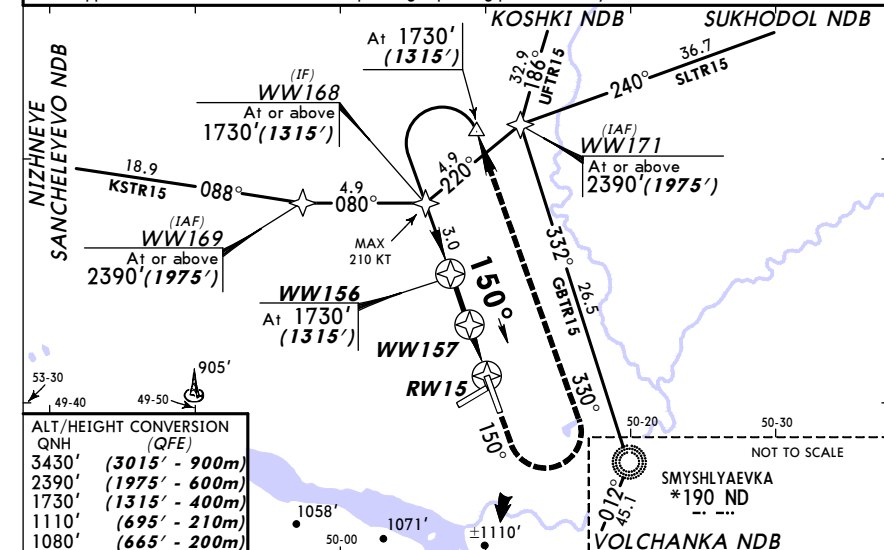 KOSHKI NDB
SUKHODOL NDB
At 1730'
(1315')
32.9
186°
UFTR15
36.7
240°
SLTR15
NIZHNEYE
SANCHELEYEVO NDB
(IF)
WW168
At or above
1730'(1315')
(IAF)
WW171
At or above
2390'(1975')
18.9
KSTR15
088°
4.9
080°
4.9
220°
(IAF)
WW169
At or above
2390'(1975')
MAX
210 KT
3.0
150°
332°
26.5
GBTR15
WW156
At 1730'
(1315')
WW157
RW15
330°
150°
905'
53-30
49-40
49-50
50-20
50-30
ALT/HEIGHT CONVERSION
QNH (QFE)
3430' (3015' - 900m)
2390' (1975' - 600m)
1730' (1315' - 400m)
1110' (695' - 210m)
1080' (665' - 200m)
NOT TO SCALE
SMYSHLYAEVKA
*190 ND
012°
45.1
VOLCHANKA NDB
1058'
1071'
±1110'
50-00